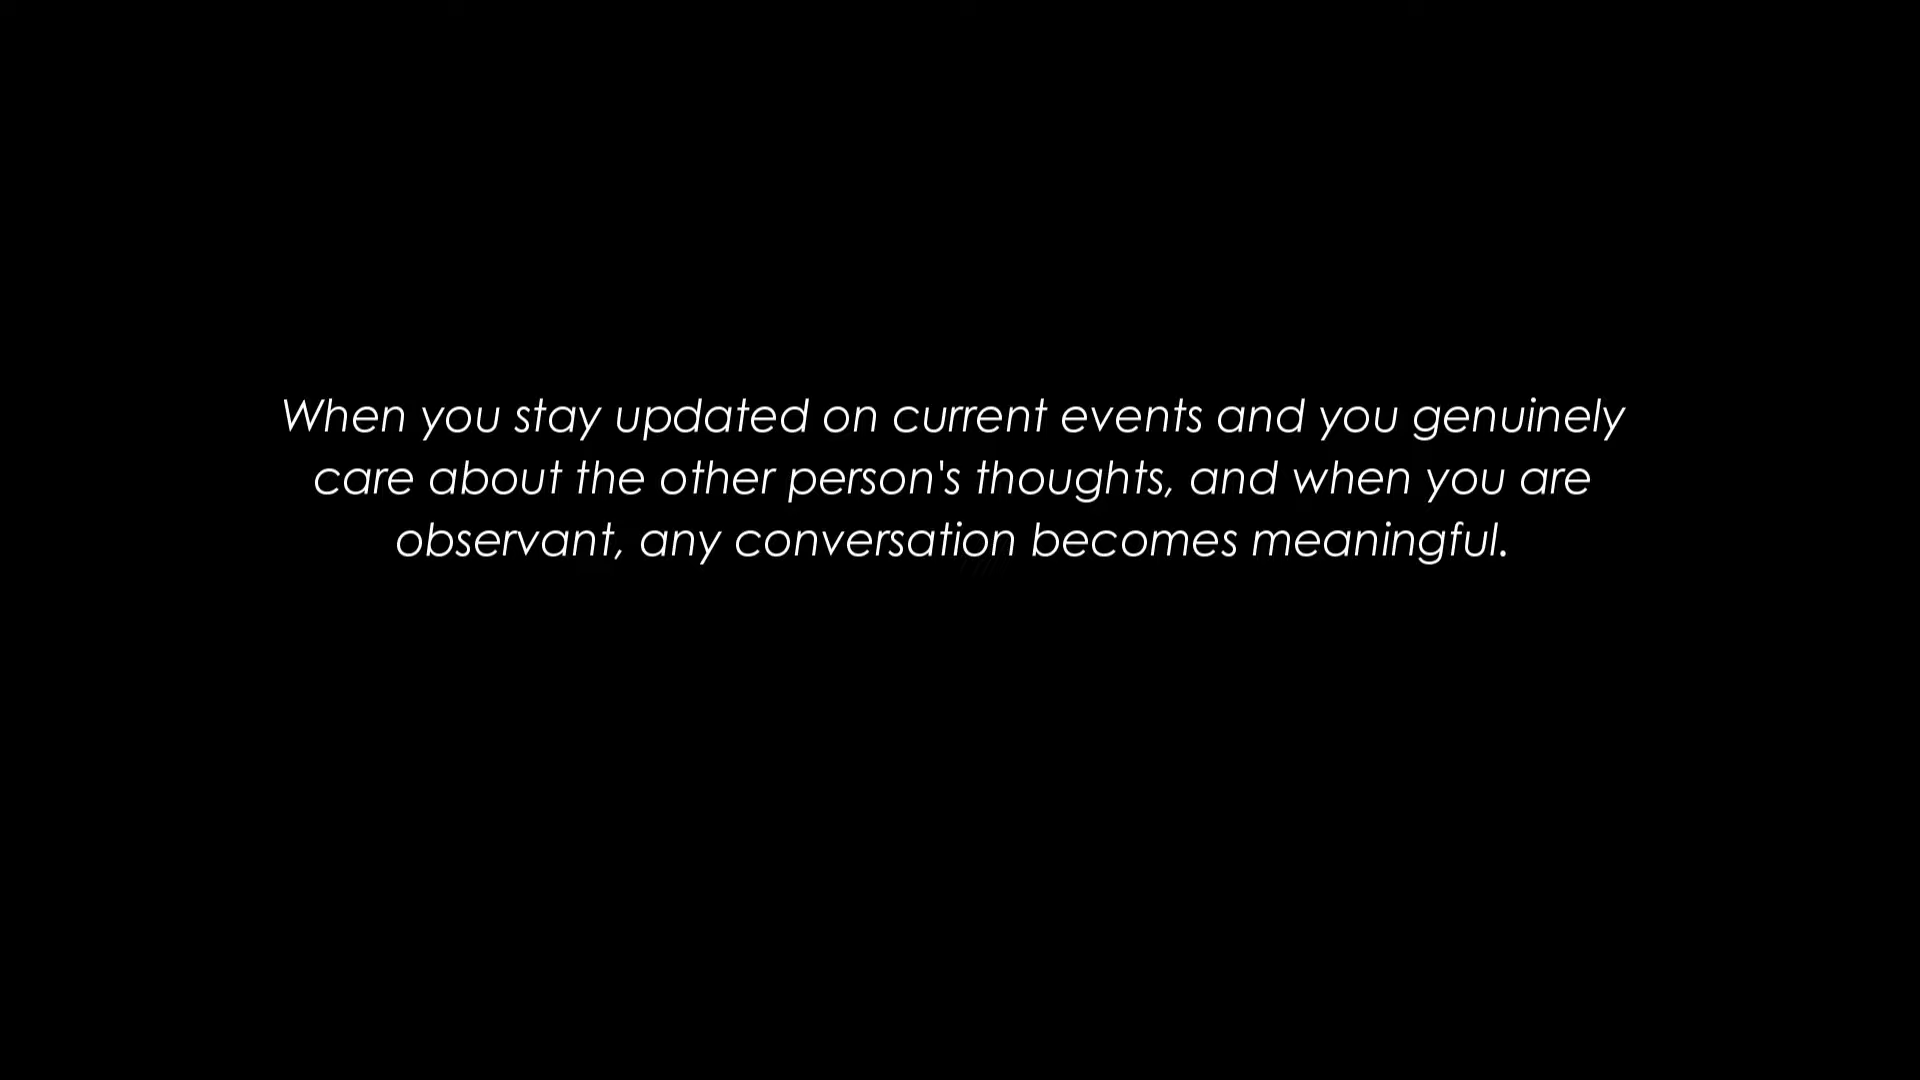 When you stay updated on current events and you genuinely
care about the other person's thoughts, and when you are
observant, any conversation becomes meaningful.